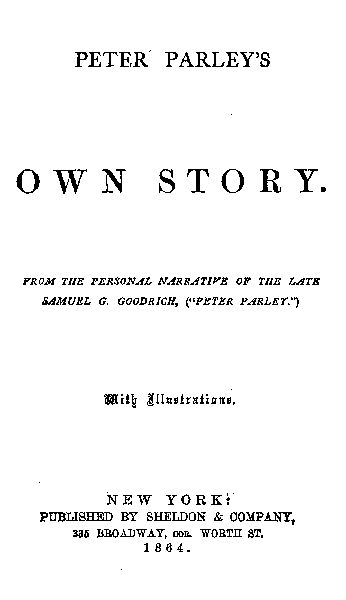 PETER PARLEY'S
OWN STORY.
FROM THE PERSONAL NARRATIVE OF THE LATE
SAMUEL G. GOODRICH, ("PETER PARLEY.")
With Illustrations.
NEW YORK:
PUBLISHED BY SHELDON & COMPANY,
335 BROADWAY, COR. WORTH ST.
1864.